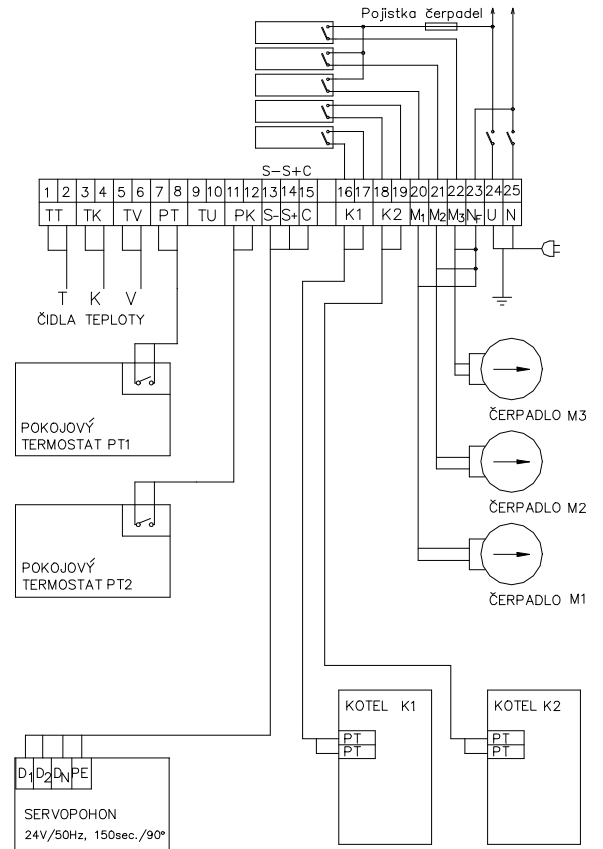 Pojistka čerpadel
S-S+C
1 2 3 4 5 6 7 8 9 10 11 12 13 14 15 16 17 18 19 20 21 22 23 24 25
TT TK TV PT TU PK S- S+ C K1 K2 M1 M2 M3 NF U N
T K V
ČIDLA TEPLOTY
POKOJOVÝ
TERMOSTAT PT1
ČERPADLO M3
ČERPADLO M2
POKOJOVÝ
TERMOSTAT PT2
ČERPADLO M1
KOTEL K1
PT
PT
KOTEL K2
PT
PT
D1 D2 DN PE
SERVOPOHON
24V/50Hz, 150sec./90°